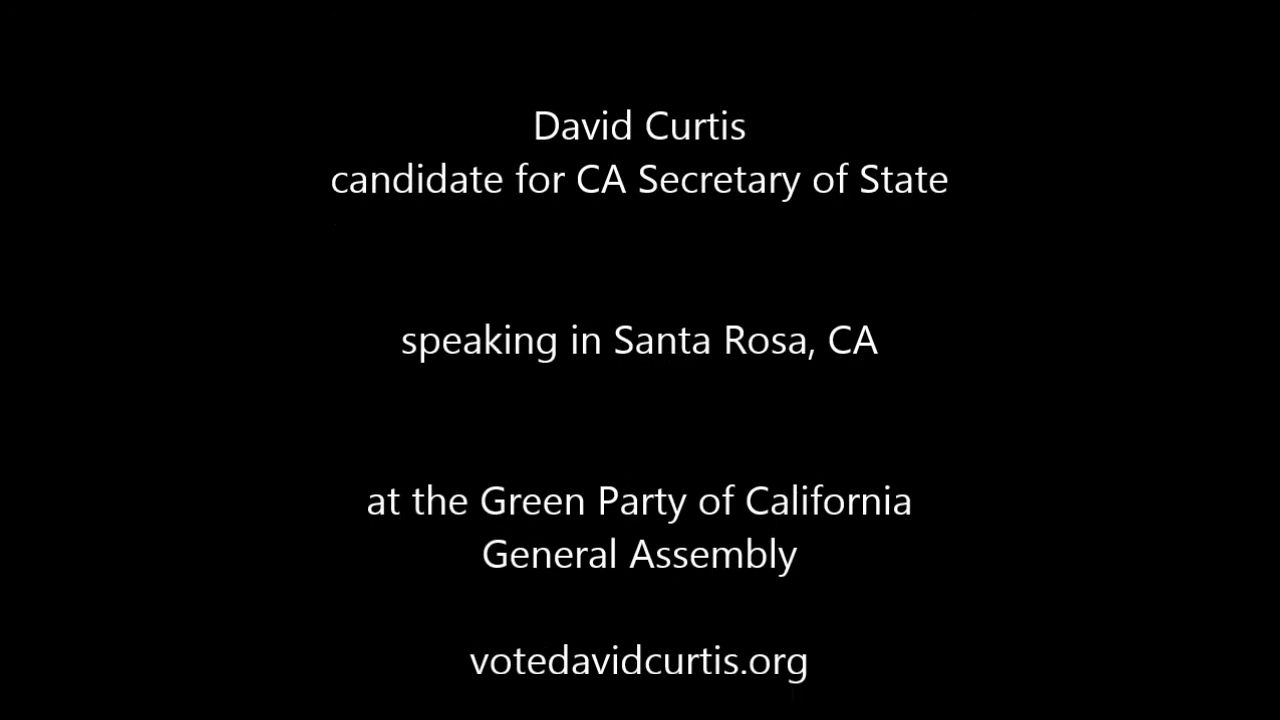 David Curtis
candidate for CA Secretary of State
speaking in Santa Rosa, CA
at the Green Party of California
General Assembly
votedavidcurtis.org